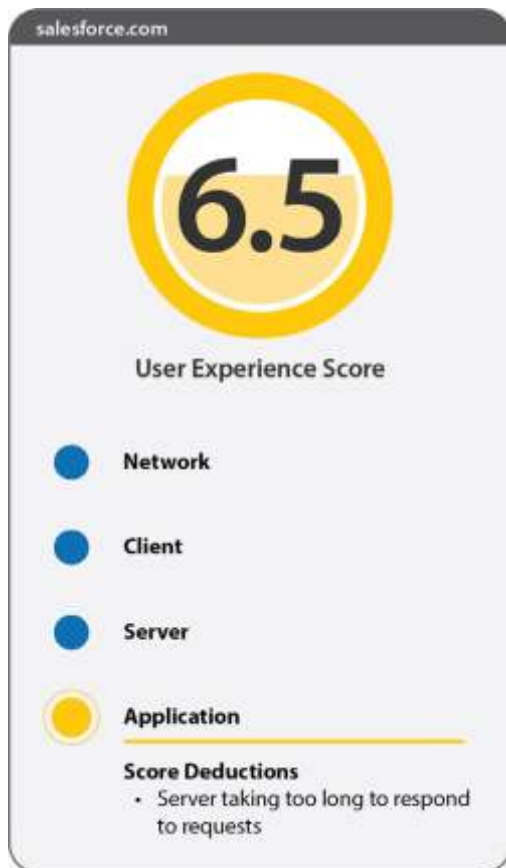 salesforce.com
6.5
User Experience Score
Network
Client
Server
Application
Score Deductions
• Server taking too long to respond
to requests